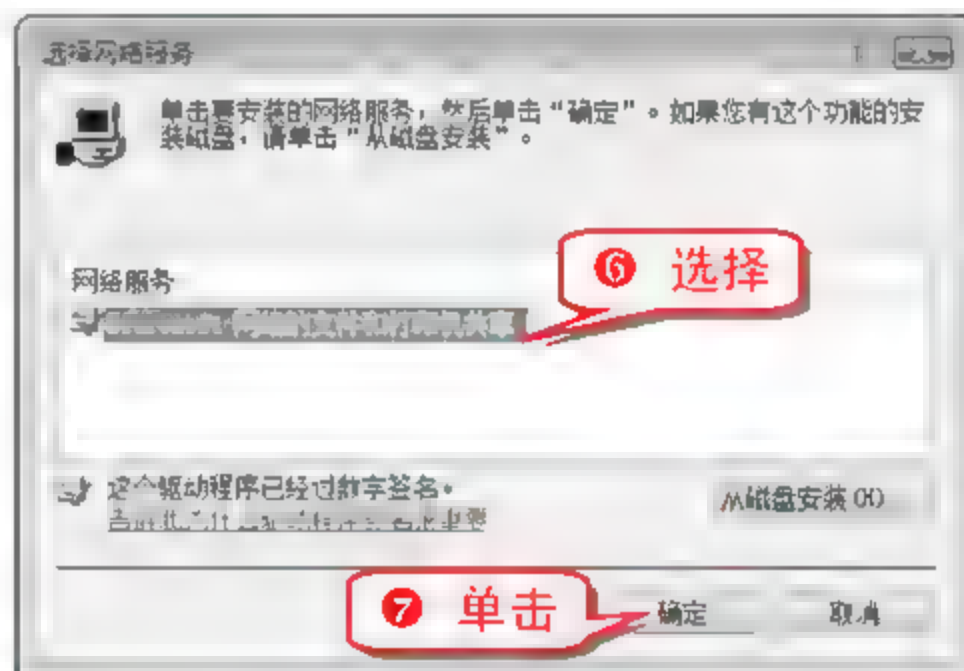 选择网络服务
单击要安装的网络服务，然后单击“确定”。如果您有这个功能的安
装磁盘，请单击“从磁盘安装”。
❻ 选择
网络服务
这个驱动程序已经过数字签名。
从磁盘安装(H)
❼ 单击
确定
取消